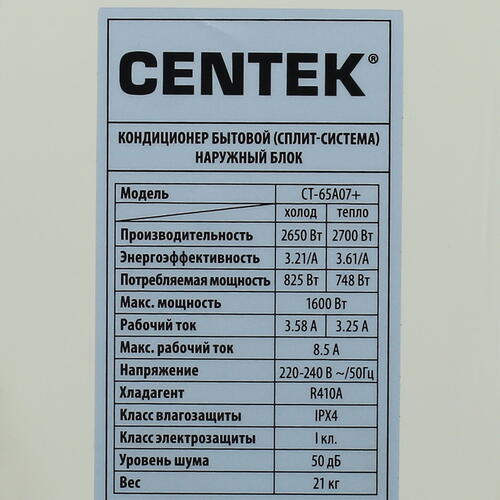 CENTEK®
КОНДИЦИОНЕР БЫТОВОЙ (СПЛИТ-СИСТЕМА)
НАРУЖНЫЙ БЛОК
Модель CT-65A07+
холод тепло
Производительность 2650 Вт 2700 Вт
Энергоэффективность 3.21/A 3.61/A
Потребляемая мощность 825 Вт 748 Вт
Макс. мощность 1600 Вт
Рабочий ток 3.58 А 3.25 А
Макс. рабочий ток 8.5 А
Напряжение 220-240 В ~/50Гц
Хладагент R410A
Класс влагозащиты IPX4
Класс электрозащиты I кл.
Уровень шума 50 дБ
Вес 21 кг